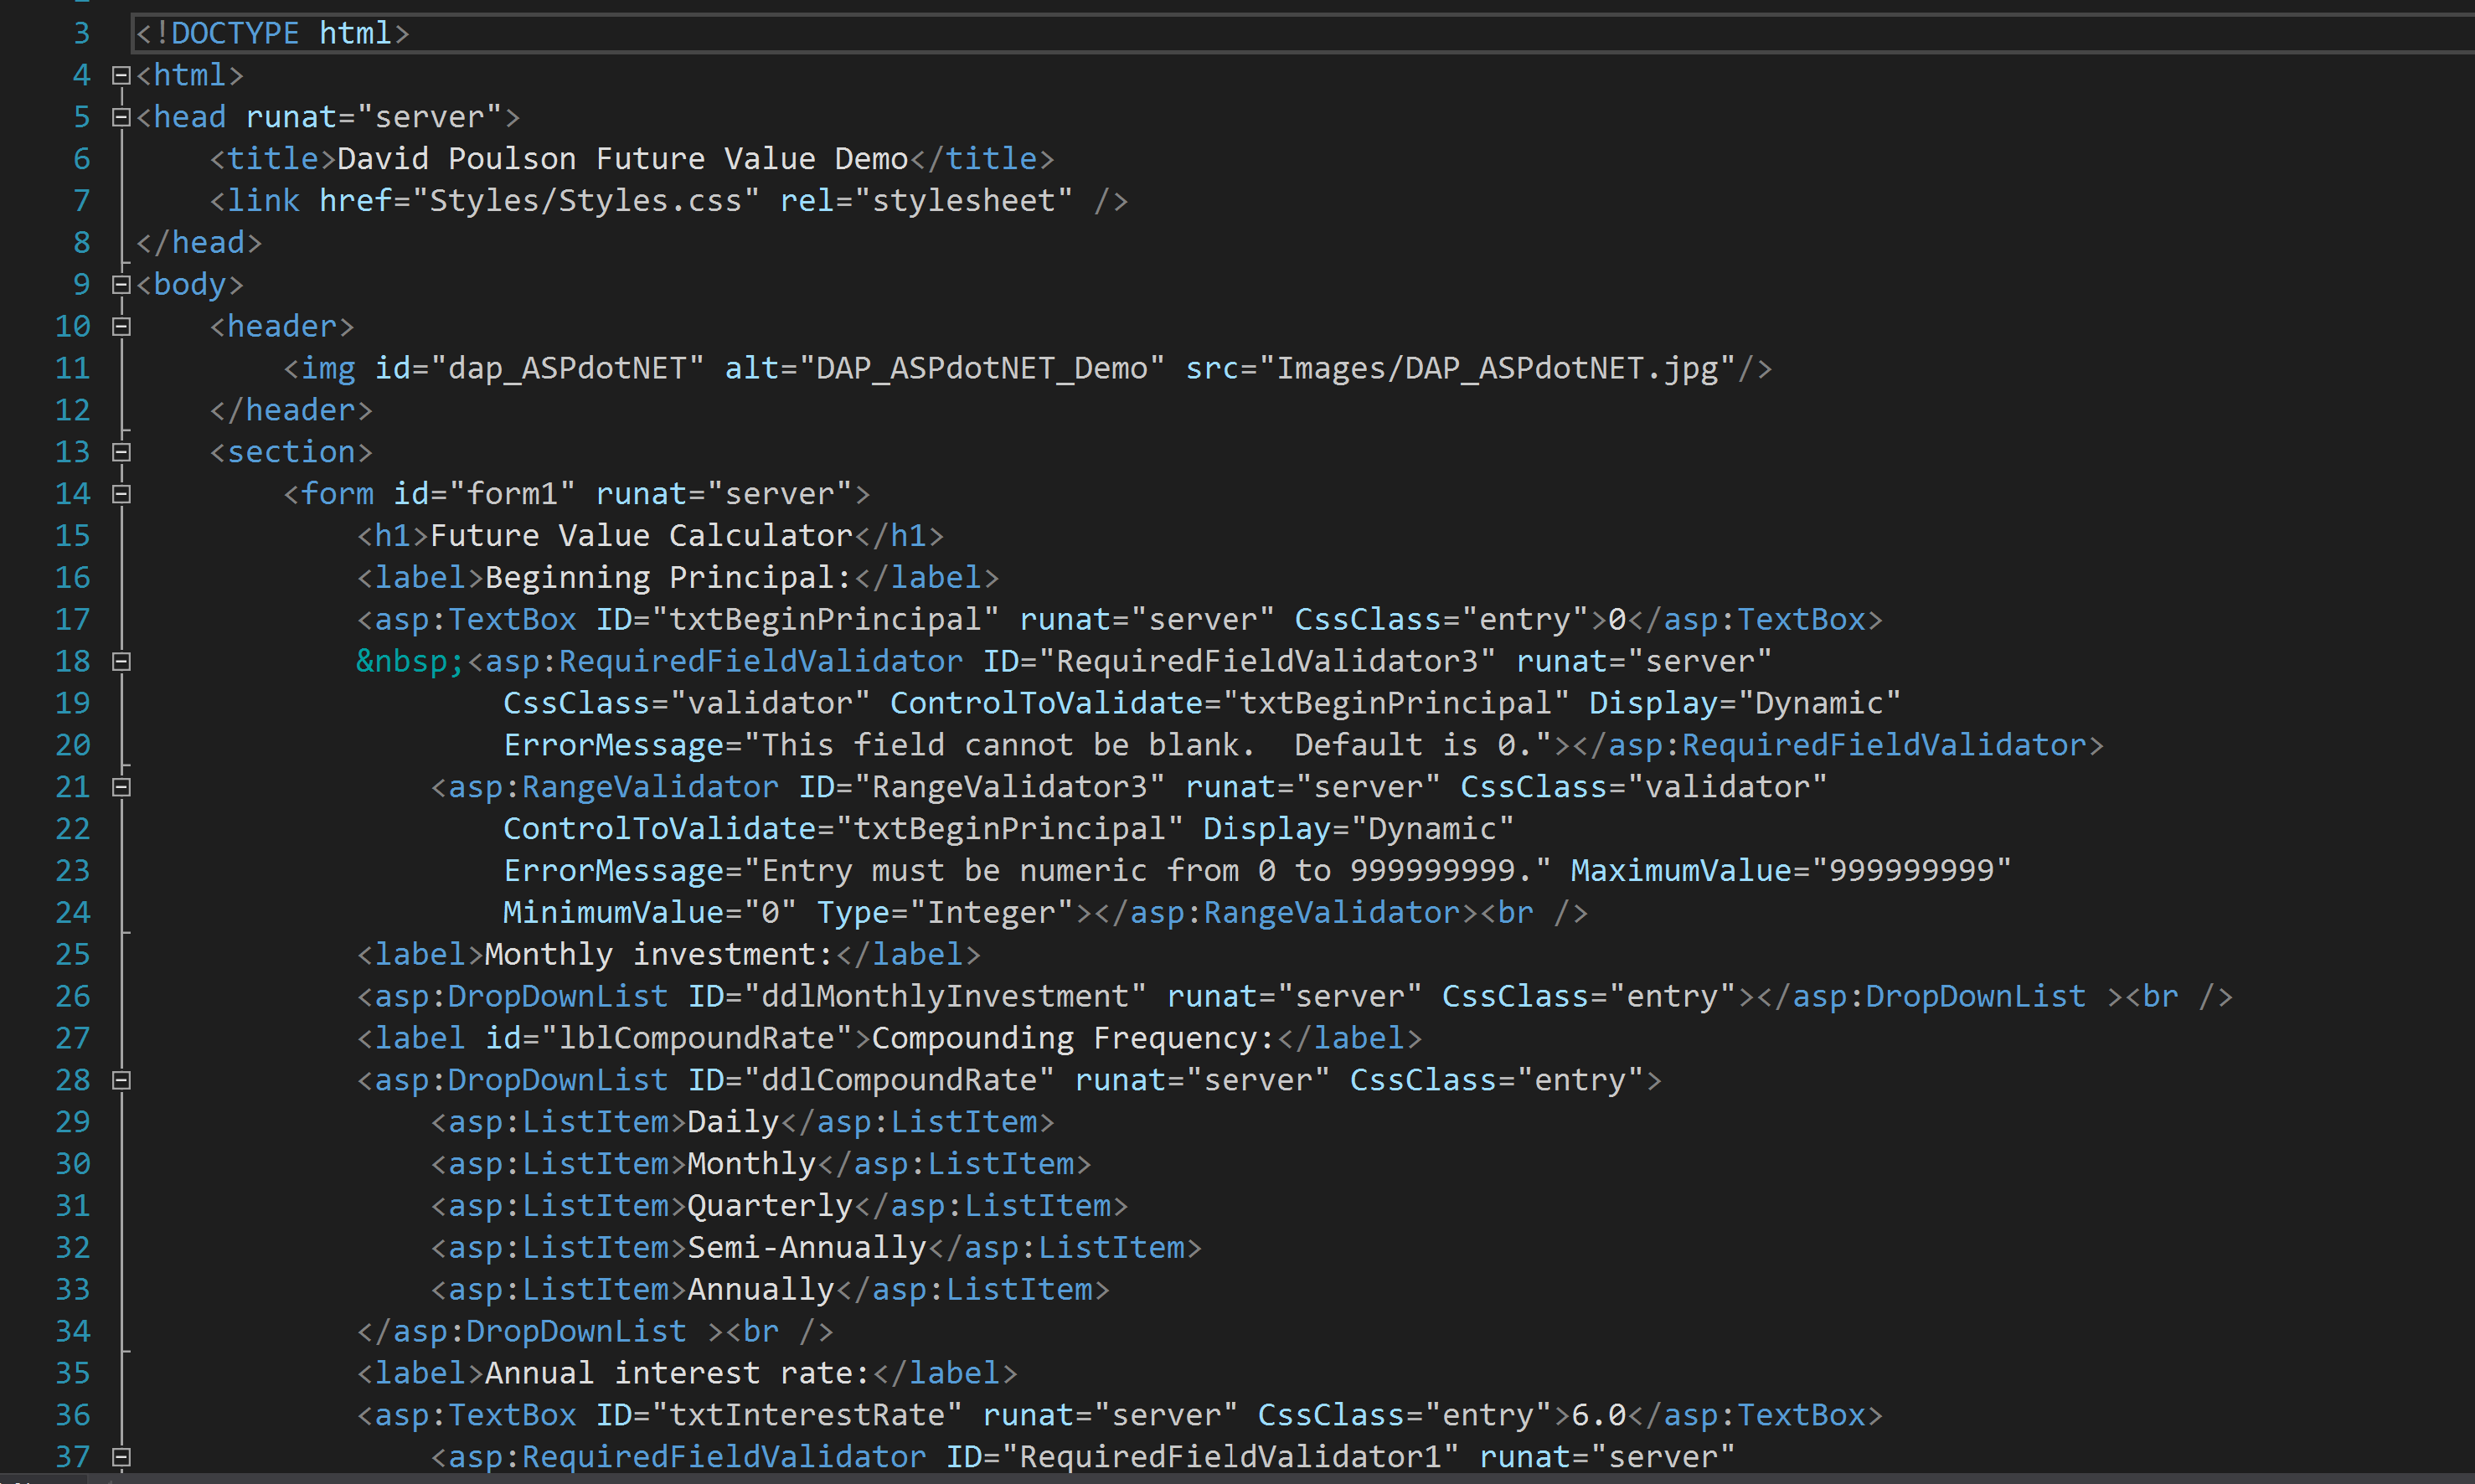 3 <!DOCTYPE html>
4 <html>
5 <head runat="server">
6     <title>David Poulson Future Value Demo</title>
7     <link href="Styles/Styles.css" rel="stylesheet" />
8 </head>
9 <body>
10     <header>
11         <img id="dap_ASPdotNET" alt="DAP_ASPdotNET_Demo" src="Images/DAP_ASPdotNET.jpg"/>
12     </header>
13     <section>
14         <form id="form1" runat="server">
15             <h1>Future Value Calculator</h1>
16             <label>Beginning Principal:</label>
17             <asp:TextBox ID="txtBeginPrincipal" runat="server" CssClass="entry">0</asp:TextBox>
18             &nbsp;<asp:RequiredFieldValidator ID="RequiredFieldValidator3" runat="server"
19                     CssClass="validator" ControlToValidate="txtBeginPrincipal" Display="Dynamic"
20                     ErrorMessage="This field cannot be blank.  Default is 0."></asp:RequiredFieldValidator>
21                 <asp:RangeValidator ID="RangeValidator3" runat="server" CssClass="validator"
22                     ControlToValidate="txtBeginPrincipal" Display="Dynamic"
23                     ErrorMessage="Entry must be numeric from 0 to 999999999." MaximumValue="999999999"
24                     MinimumValue="0" Type="Integer"></asp:RangeValidator><br />
25             <label>Monthly investment:</label>
26             <asp:DropDownList ID="ddlMonthlyInvestment" runat="server" CssClass="entry"></asp:DropDownList ><br />
27             <label id="lblCompoundRate">Compounding Frequency:</label>
28             <asp:DropDownList ID="ddlCompoundRate" runat="server" CssClass="entry">
29                 <asp:ListItem>Daily</asp:ListItem>
30                 <asp:ListItem>Monthly</asp:ListItem>
31                 <asp:ListItem>Quarterly</asp:ListItem>
32                 <asp:ListItem>Semi-Annually</asp:ListItem>
33                 <asp:ListItem>Annually</asp:ListItem>
34             </asp:DropDownList ><br />
35             <label>Annual interest rate:</label>
36             <asp:TextBox ID="txtInterestRate" runat="server" CssClass="entry">6.0</asp:TextBox>
37                 <asp:RequiredFieldValidator ID="RequiredFieldValidator1" runat="server"